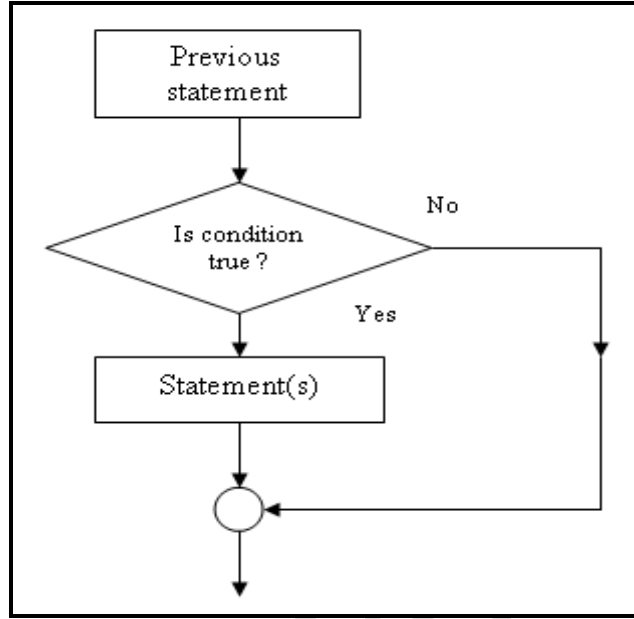 Previous
statement
No
Is condition
true ?
Yes
Statement(s)